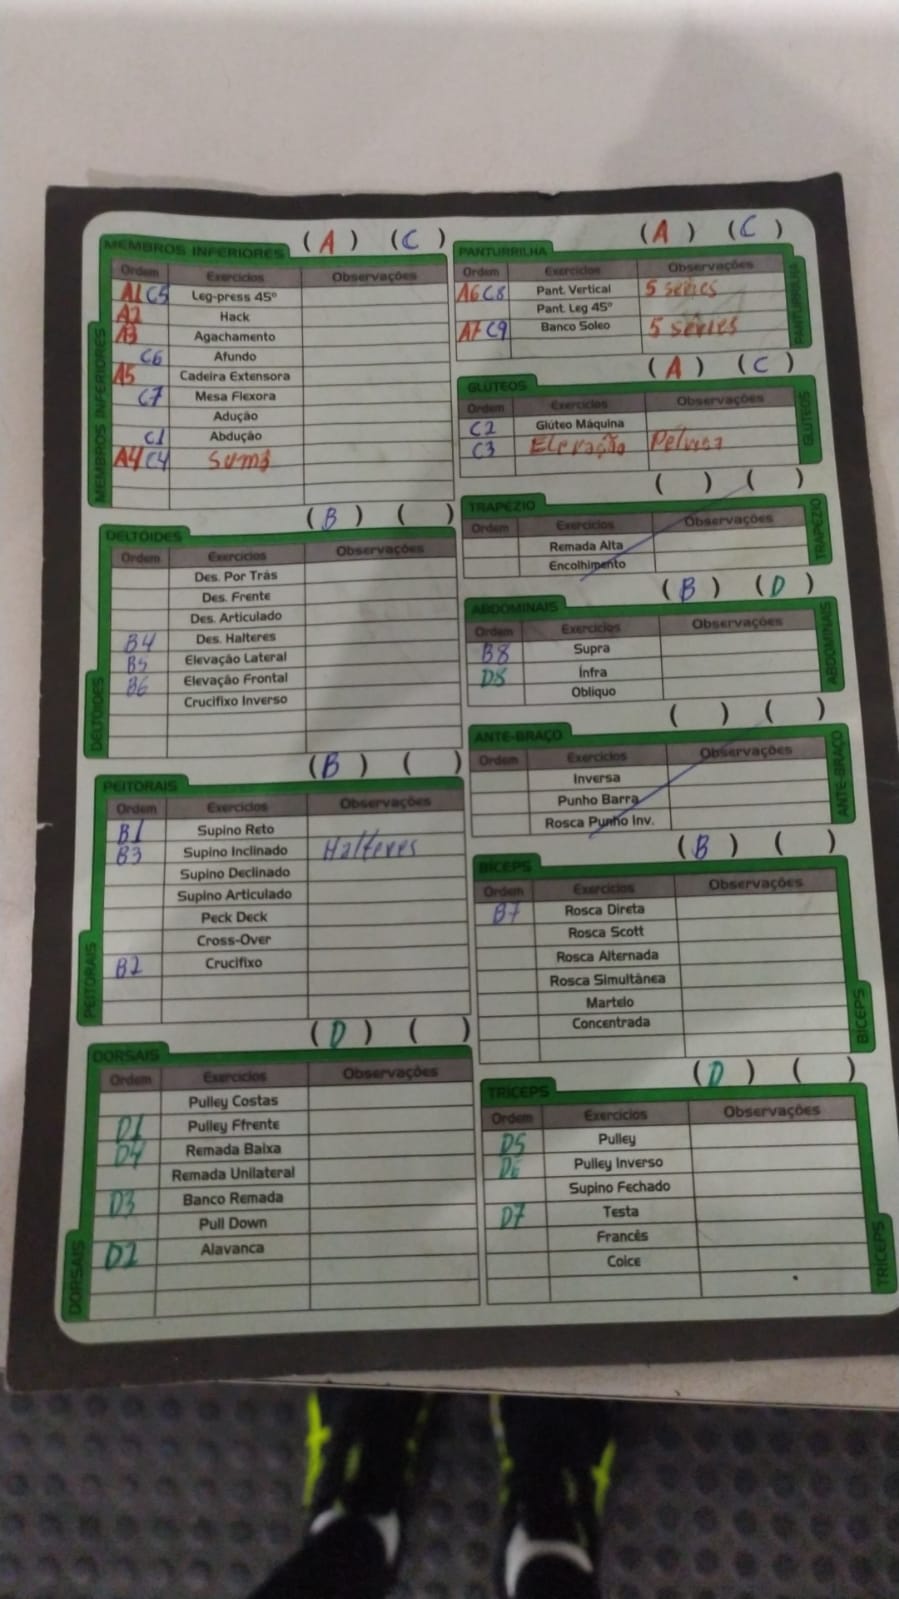 ( A ) ( C )
MEMBROS INFERIORES
Ordem Exercícios Observações
A1 C5 Leg-press 45º
A2 Hack
A3 Agachamento
C6 Afundo
A5 Cadeira Extensora
C7 Mesa Flexora
Adução
C1 Abdução
A4 C4 Sumô
MEMBROS INFERIORES
( B ) ( )
DELTÓIDES
Ordem Exercícios Observações
Des. Por Trás
Des. Frente
Des. Articulado
B4 Des. Halteres
B5 Elevação Lateral
B6 Elevação Frontal
Crucifixo Inverso
DELTÓIDES
( B ) ( )
PEITORAIS
Ordem Exercícios Observações
B1 Supino Reto
B3 Supino Inclinado Halteres
Supino Declinado
Supino Articulado
Peck Deck
Cross-Over
B2 Crucifixo
PEITORAIS
( D ) ( )
DORSAIS
Ordem Exercícios Observações
Pulley Costas
D1 Pulley Ffrente
D4 Remada Baixa
Remada Unilateral
D3 Banco Remada
Pull Down
D2 Alavanca
DORSAIS
( A ) ( C )
PANTURRILHA
Ordem Exercícios Observações
A6 C8 Pant. Vertical 5 séries
Pant. Leg 45º
A7 C9 Banco Soleo 5 séries
PANTURRILHA
( A ) ( C )
GLÚTEOS
Ordem Exercícios Observações
C2 Glúteo Máquina
C3 Elevação Pélvica
GLÚTEOS
( ) ( )
TRAPÉZIO
Ordem Exercícios Observações
Remada Alta
Encolhimento
TRAPÉZIO
( B ) ( D )
ABDOMINAIS
Ordem Exercícios Observações
B8 Supra
D8 Ínfra
Obliquo
ABDOMINAIS
( ) ( )
ANTE-BRAÇO
Ordem Exercícios Observações
Inversa
Punho Barra
Rosca Punho Inv.
ANTE-BRAÇO
( B ) ( )
BÍCEPS
Ordem Exercícios Observações
B7 Rosca Direta
Rosca Scott
Rosca Alternada
Rosca Simultânea
Martelo
Concentrada
BÍCEPS
( D ) ( )
TRÍCEPS
Ordem Exercícios Observações
D5 Pulley
D6 Pulley Inverso
Supino Fechado
D7 Testa
Francês
Coice
TRÍCEPS